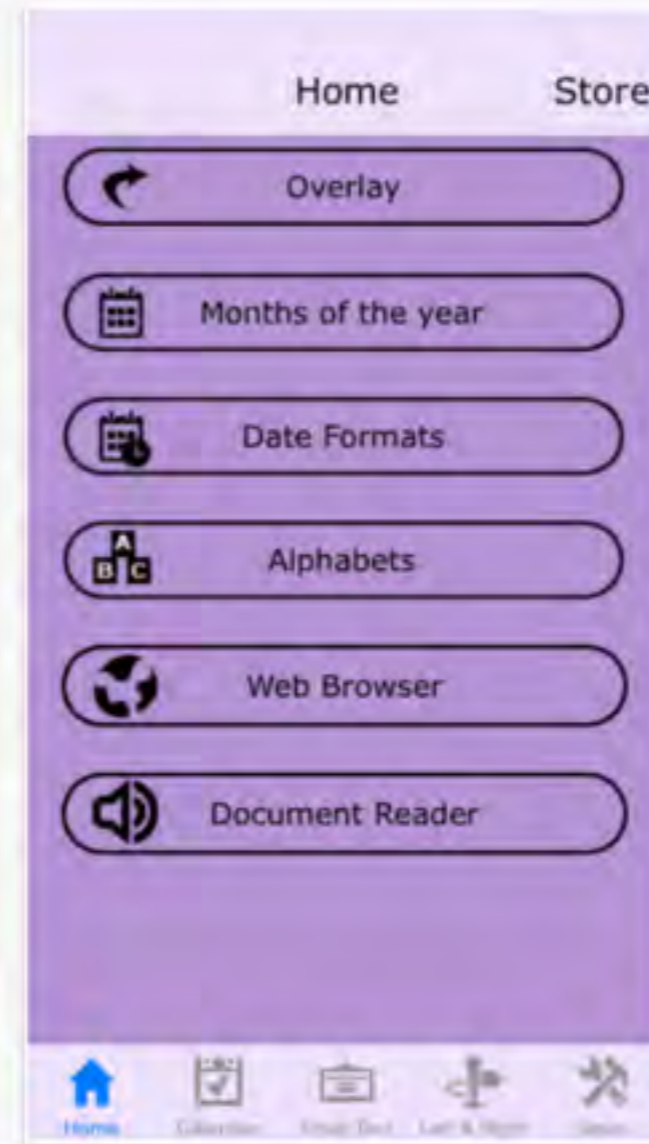 Home Store
Overlay
Months of the year
Date Formats
A
B C
Alphabets
Web Browser
Document Reader
Home